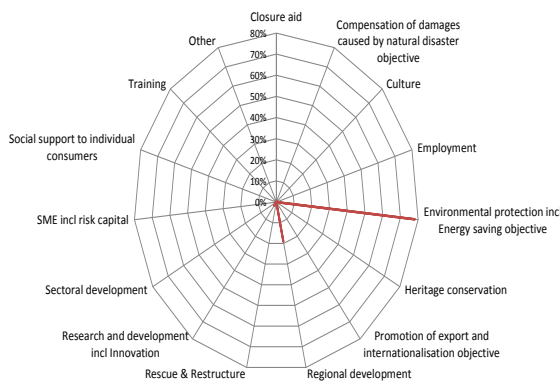 Closure aid
Compensation of damages
caused by natural disaster
objective
Culture
Employment
Environmental protection inc
Energy saving objective
Heritage conservation
Promotion of export and
internationalisation objective
Regional development
Rescue & Restructure
Research and development
incl Innovation
Sectoral development
SME incl risk capital
Social support to individual
consumers
Training
Other
80%
70%
60%
50%
40%
30%
20%
10%
0%